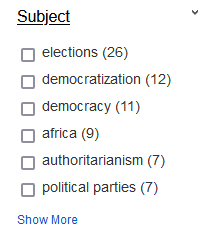 Subject
elections (26)
democratization (12)
democracy (11)
africa (9)
authoritarianism (7)
political parties (7)
Show More